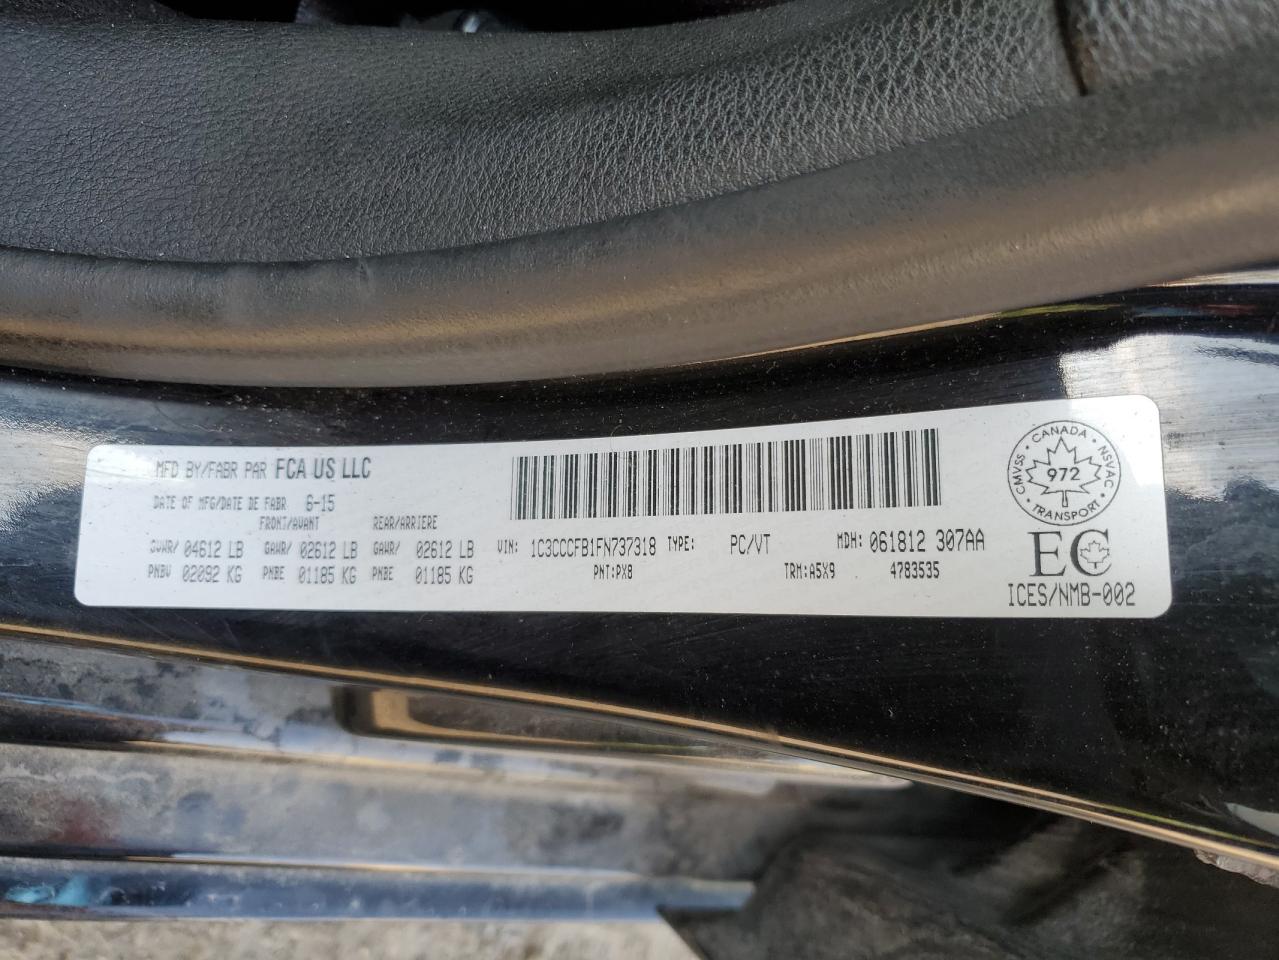 MFD BY/FABR PAR FCA US LLC
DATE OF MFG/DATE DE FABR 6-15
FRONT/AVANT REAR/ARRIERE
GVWR/ 04612 LB GAWR/ 02612 LB GAWR/ 02612 LB
PNBV 02092 KG PNBE 01185 KG PNBE 01185 KG
VIN: 1C3CCCFB1FN737318 TYPE: PC/VT MDH: 061812 307AA
PNT:PX8 TRM:A5X9 4783535
CANADA
CMVSS NSVAC
972
TRANSPORT
EC
ICES/NMB-002